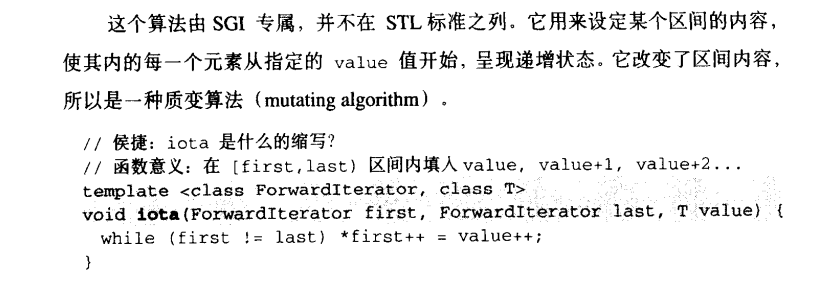 这个算法由 SGI 专属，并不在 STL 标准之列。它用来设定某个区间的内容，
使其内的每一个元素从指定的 value 值开始，呈现递增状态。它改变了区间内容，
所以是一种质变算法（mutating algorithm）。
// 侯捷：iota 是什么的缩写？
// 函数意义：在 [first,last) 区间内填入 value, value+1, value+2...
template <class ForwardIterator, class T>
void iota(ForwardIterator first, ForwardIterator last, T value) {
  while (first != last) *first++ = value++;
}